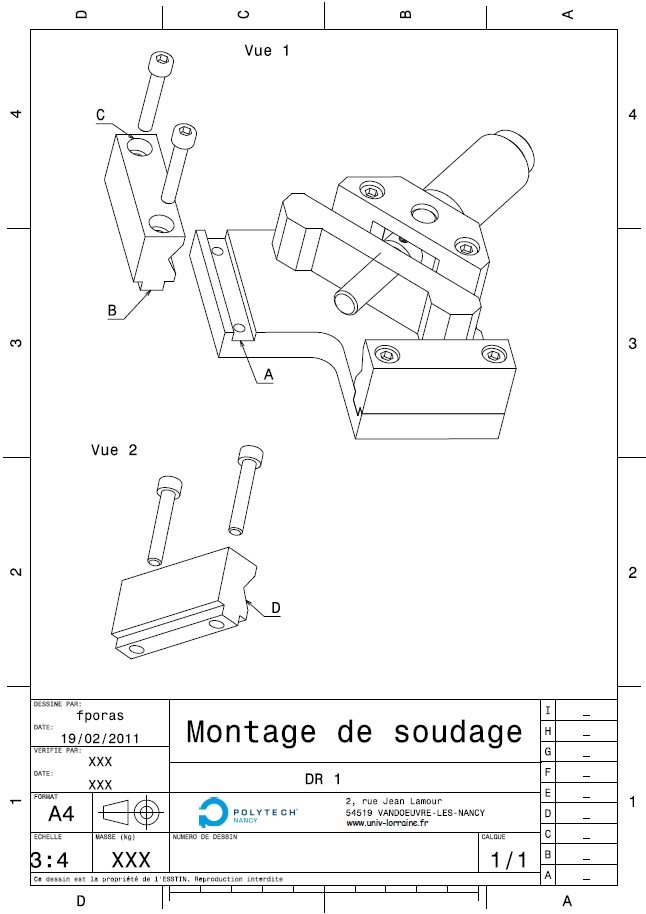 D C B A
Vue 1
4 4
C
B
3 3
A
Vue 2
2 2
D
DESSINE PAR:
fporas
DATE:
19/02/2011
VERIFIE PAR:
XXX
DATE:
XXX
Montage de soudage
DR 1
I _
H _
G _
F _
E _
D _
C _
B _
A _
1 1
FORMAT
A4
POLYTECH
NANCY
2, rue Jean Lamour
54519 VANDOEUVRE-LES-NANCY
www.univ-lorraine.fr
ECHELLE
3:4
MASSE (kg)
XXX
NUMERO DE DESSIN
CALQUE
1/1
Ce dessin est la propriété de l'ESSTIN. Reproduction interdite
D A